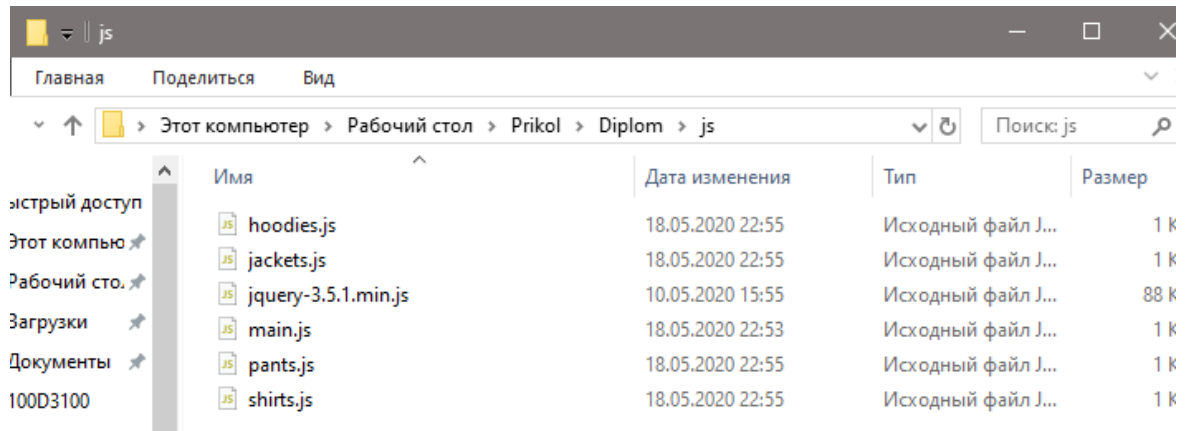 js
Главная Поделиться Вид
Этот компьютер > Рабочий стол > Prikol > Diplom > js Поиск: js
Имя Дата изменения Тип Размер
ыстрый доступ
hoodies.js 18.05.2020 22:55 Исходный файл J... 1 К
Этот компью
jackets.js 18.05.2020 22:55 Исходный файл J... 1 К
Рабочий сто.
jquery-3.5.1.min.js 10.05.2020 15:55 Исходный файл J... 88 К
Загрузки
main.js 18.05.2020 22:53 Исходный файл J... 1 К
Документы
pants.js 18.05.2020 22:55 Исходный файл J... 1 К
100D3100
shirts.js 18.05.2020 22:55 Исходный файл J... 1 К